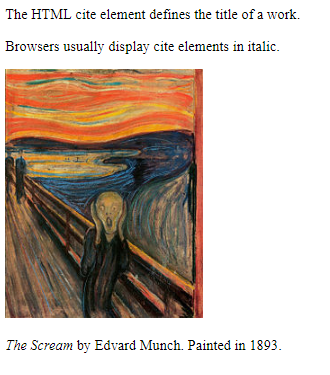 The HTML cite element defines the title of a work.
Browsers usually display cite elements in italic.
The Scream by Edvard Munch. Painted in 1893.